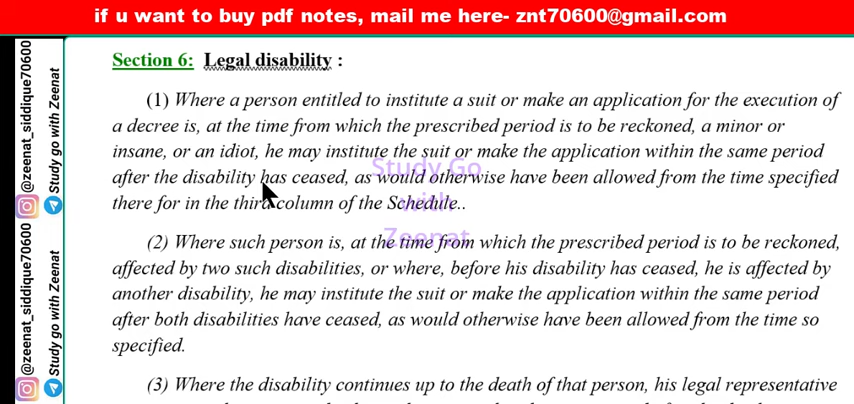 if u want to buy pdf notes, mail me here- znt70600@gmail.com
Section 6: Legal disability :
(1) Where a person entitled to institute a suit or make an application for the execution of
a decree is, at the time from which the prescribed period is to be reckoned, a minor or
insane, or an idiot, he may institute the suit or make the application within the same period
after the disability has ceased, as would otherwise have been allowed from the time specified
there for in the third column of the Schedule..
(2) Where such person is, at the time from which the prescribed period is to be reckoned,
affected by two such disabilities, or where, before his disability has ceased, he is affected by
another disability, he may institute the suit or make the application within the same period
after both disabilities have ceased, as would otherwise have been allowed from the time so
specified.
(3) Where the disability continues up to the death of that person, his legal representative
Study Go
with
Zeenat
@zeenat_siddique70600
Study go with Zeenat
@zeenat_siddique70600
Study go with Zeenat